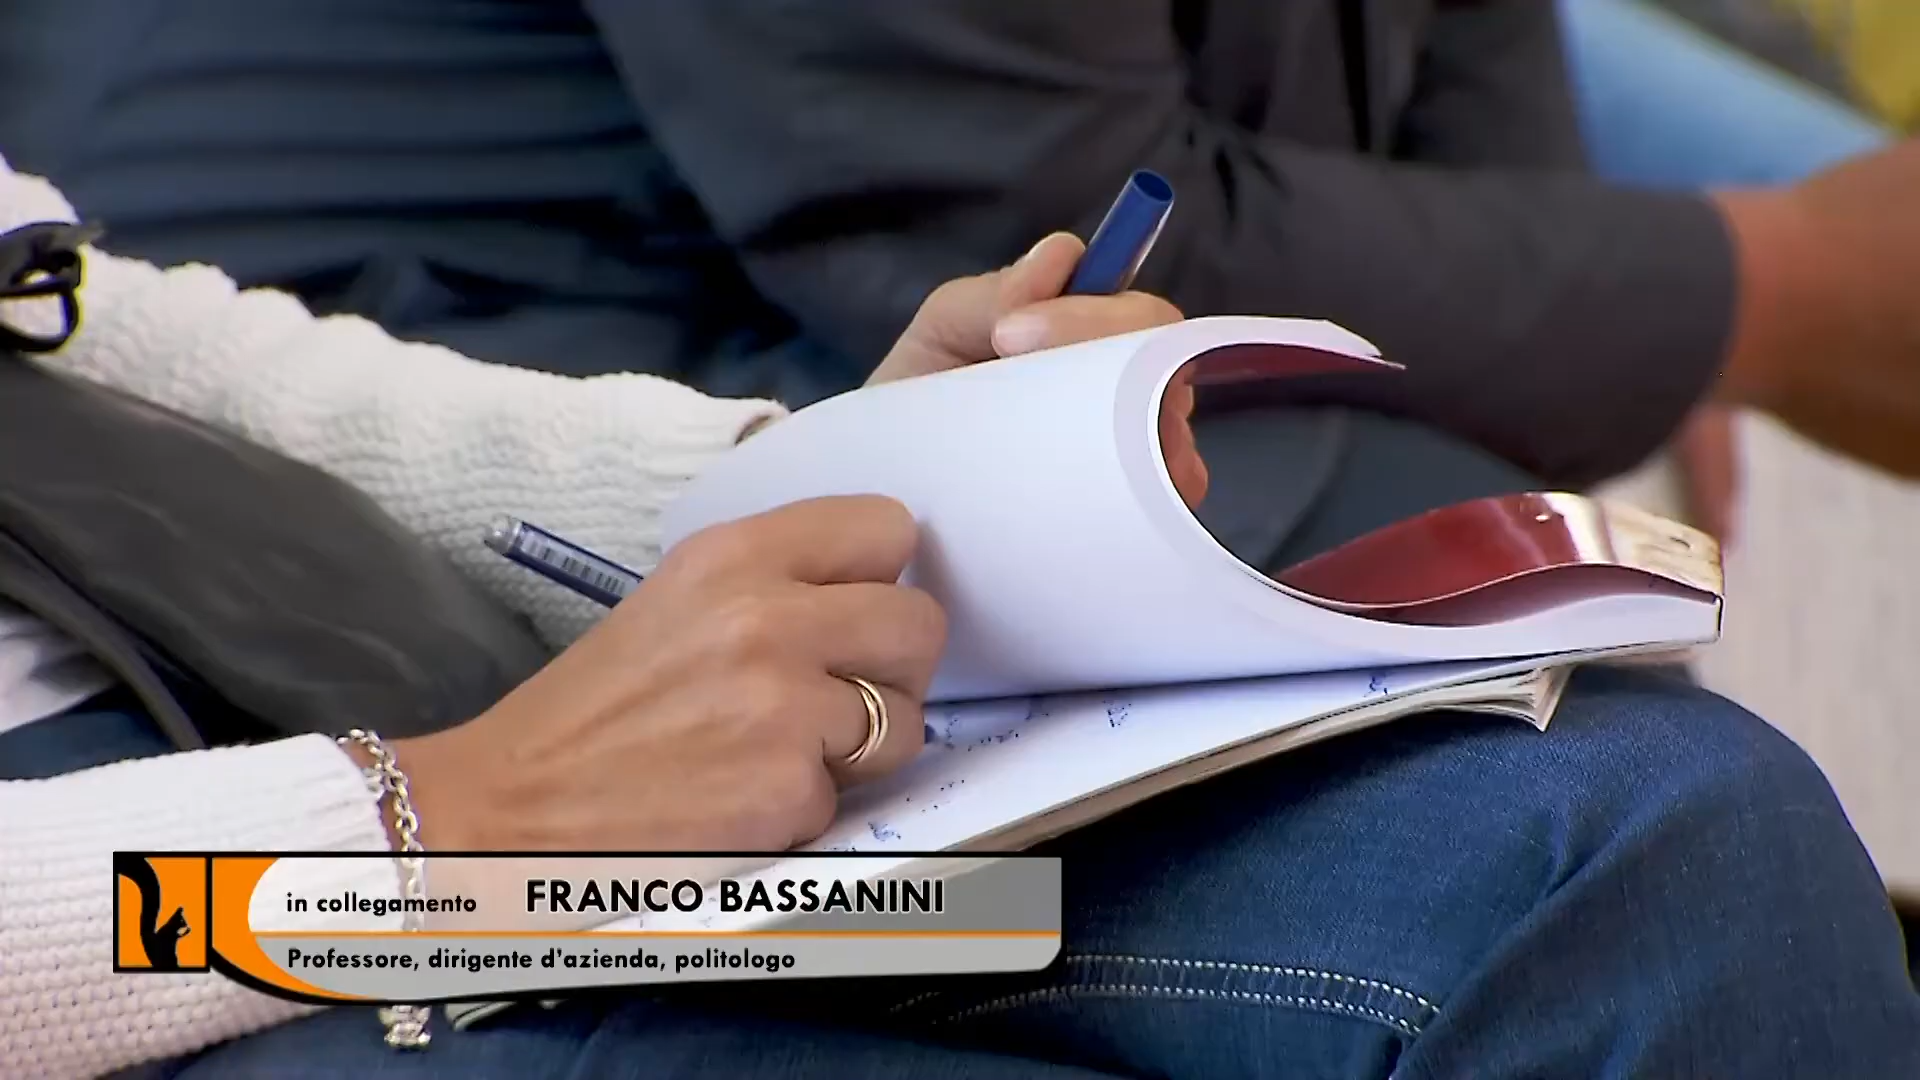 in collegamento FRANCO BASSANINI
Professore, dirigente d'azienda, politologo